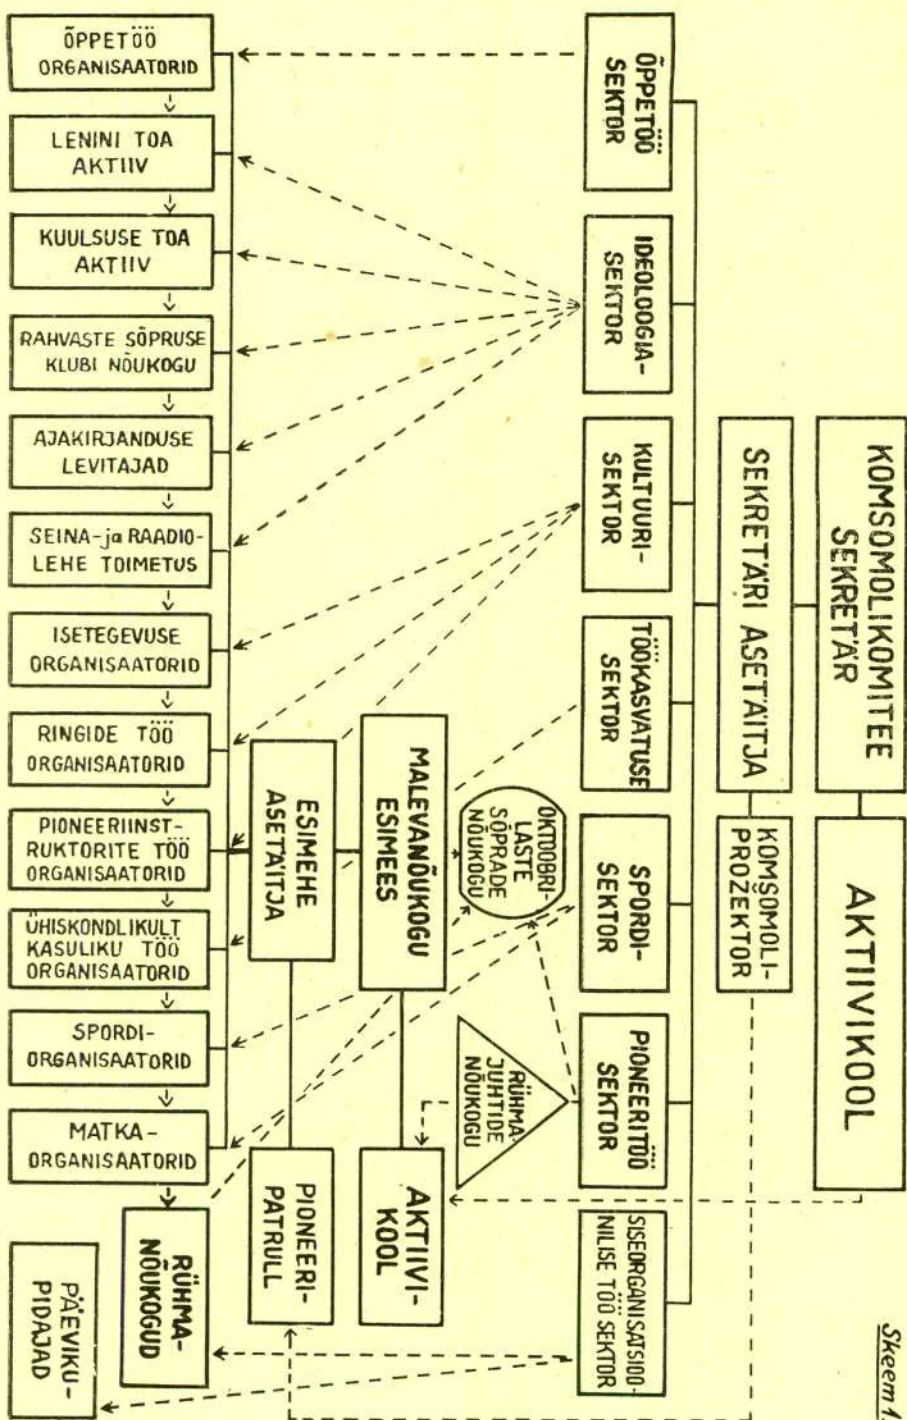 Skeem 1.
KOMSOMOLIKOMITEE
SEKRETÄR
AKTIIVIKOOL
SEKRETÄRI ASETÄITJA
KOMSOMOLI-
PROŽEKTOR
ÕPPETÖÖ
SEKTOR
IDEOLOOGIA-
SEKTOR
KULTUURI-
SEKTOR
TÖÖKASVATUSE
SEKTOR
SPORDI-
SEKTOR
PIONEERITÖÖ
SEKTOR
SISEORGANISATSIOO-
NILISE TÖÖ SEKTOR
OKTOOBRI-
LASTE
SÕPRADE
NÕUKOGU
RÜHMA-
JUHTIDE
NÕUKOGU
MALEVANÕUKOGU
ESIMEES
AKTIIVI-
KOOL
ESIMEHE
ASETÄITJA
PIONEERI-
PATRULL
ÕPPETÖÖ
ORGANISAATORID
LENINI TOA
AKTIIV
KUULSUSE TOA
AKTIIV
RAHVASTE SÕPRUSE
KLUBI NÕUKOGU
AJAKIRJANDUSE
LEVITAJAD
SEINA-ja RAADIO-
LEHE TOIMETUS
ISETEGEVUSE
ORGANISAATORID
RINGIDE TÖÖ
ORGANISAATORID
PIONEERIINST-
RUKTORITE TÖÖ
ORGANISAATORID
ÜHISKONDLIKULT
KASULIKU TÖÖ
ORGANISAATORID
SPORDI-
ORGANISAATORID
MATKA-
ORGANISAATORID
RÜHMA-
NÕUKOGUD
PÄEVIKU-
PIDAJAD